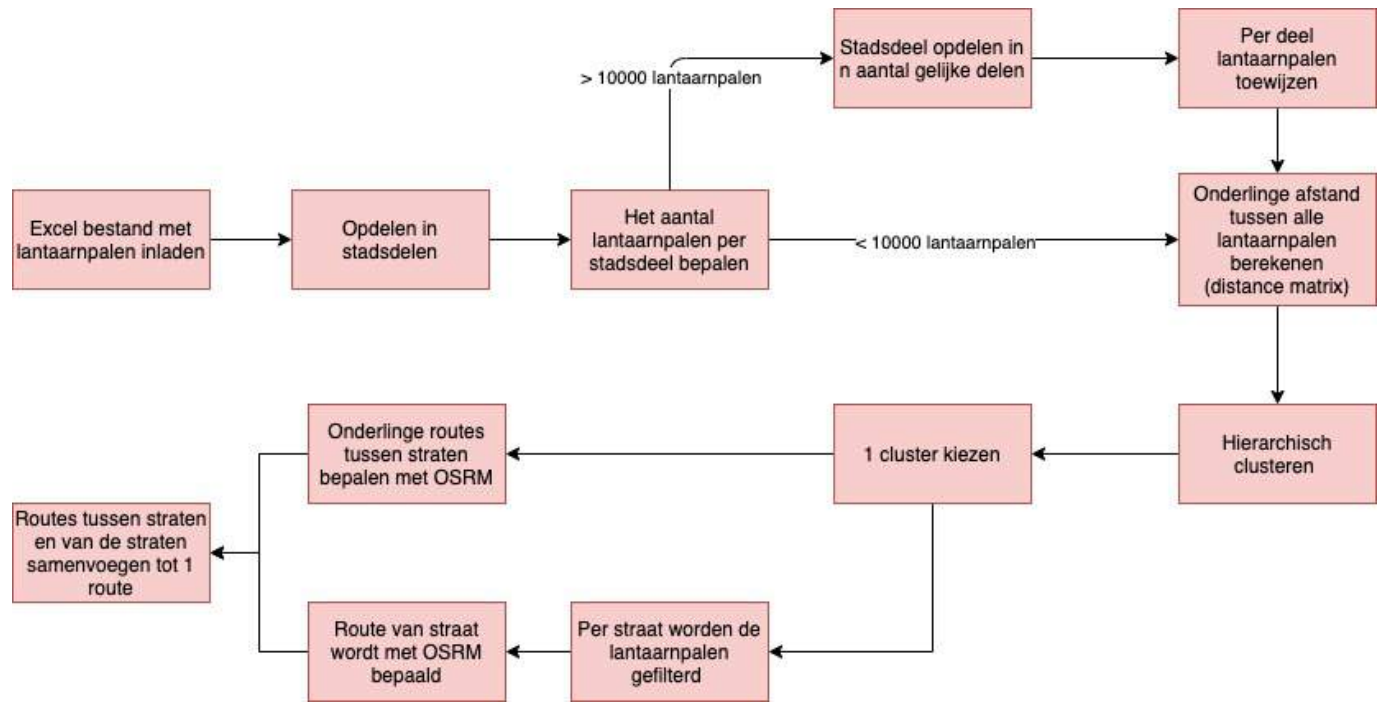 Stadsdeel opdelen in
n aantal gelijke delen
Per deel
lantaarnpalen
toewijzen
> 10000 lantaarnpalen
Excel bestand met
lantaarnpalen inladen
Opdelen in
stadsdelen
Het aantal
lantaarnpalen per
stadsdeel bepalen
< 10000 lantaarnpalen
Onderlinge afstand
tussen alle
lantaarnpalen
berekenen
(distance matrix)
Onderlinge routes
tussen straten
bepalen met OSRM
1 cluster kiezen
Hierarchisch
clusteren
Routes tussen straten
en van de straten
samenvoegen tot 1
route
Route van straat
wordt met OSRM
bepaald
Per straat worden de
lantaarnpalen
gefilterd